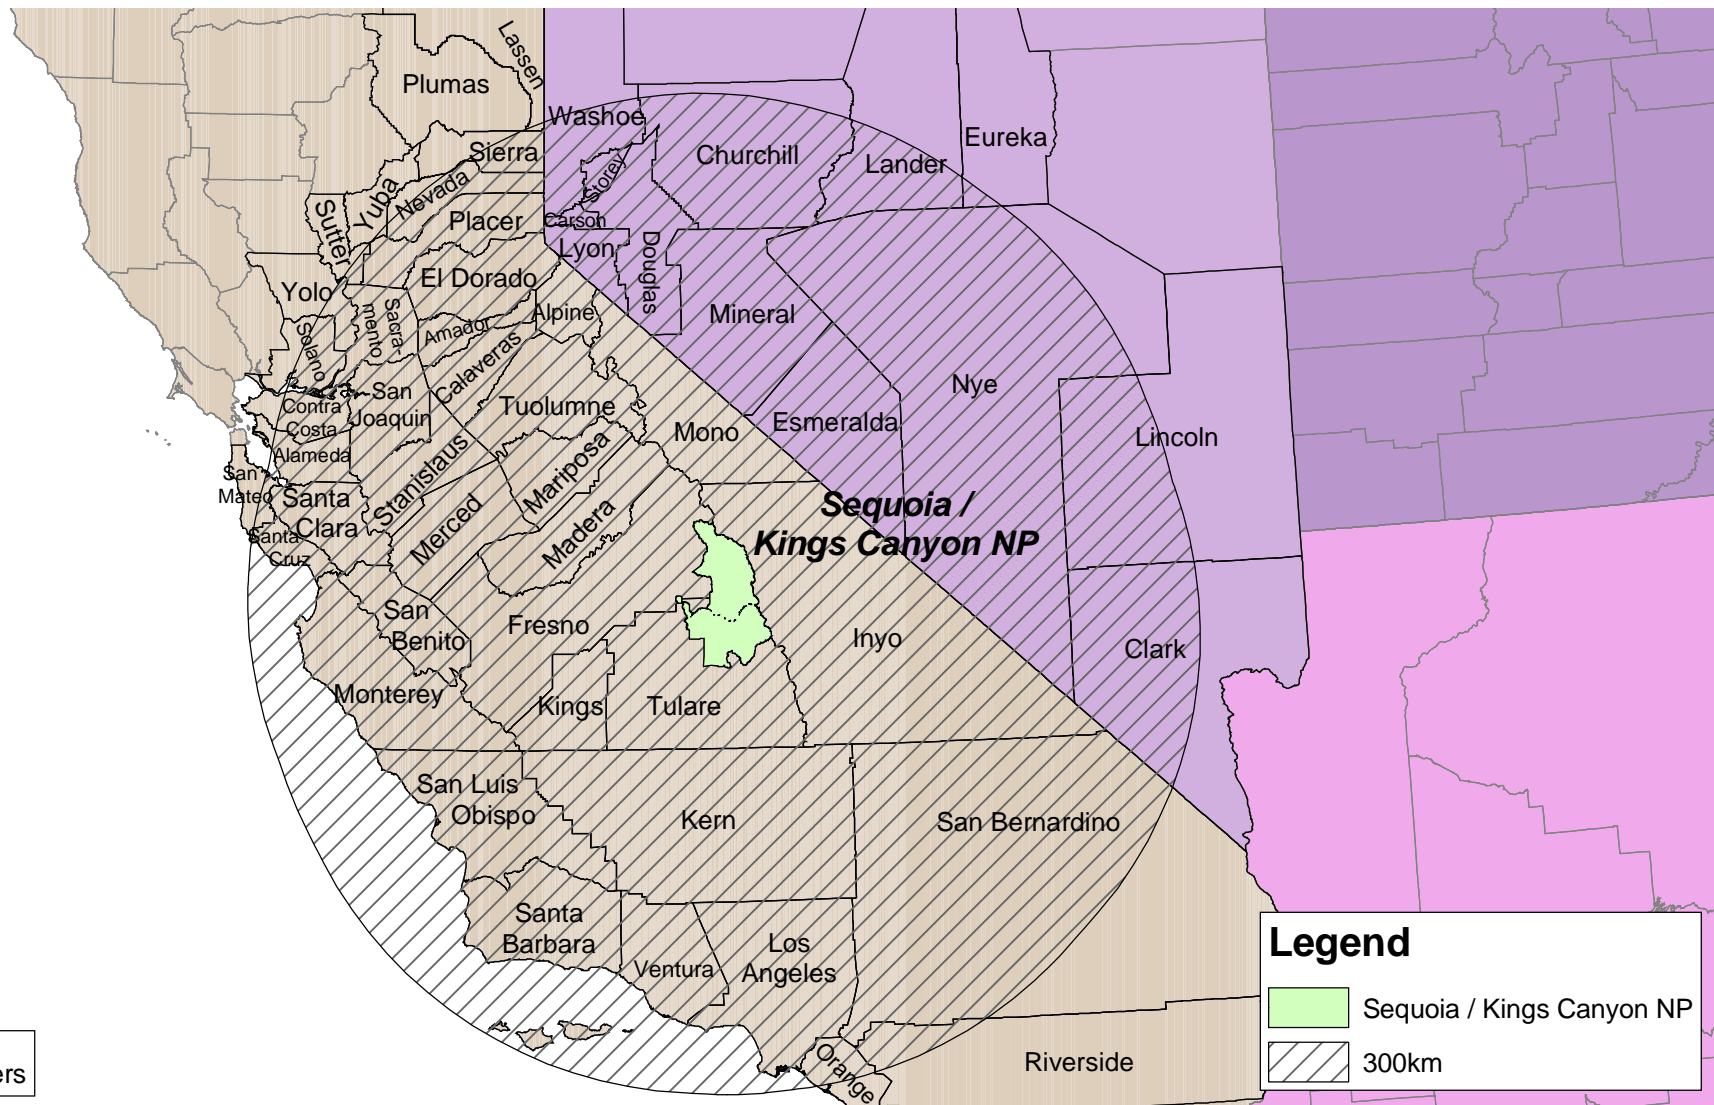 Lassen
Plumas
Washoe
Eureka
Sierra
Churchill
Lander
Storey
Nevada
Yuba
Sutter
Placer
Carson
Lyon
Douglas
El Dorado
Yolo
Sacra-
mento
Alpine
Mineral
Amador
Solano
Calaveras
Nye
San
Joaquin
Contra
Costa
Tuolumne
Mono
Esmeralda
Lincoln
Alameda
Stanislaus
Mariposa
San
Mateo
Santa
Clara
Merced
Madera
Sequoia /
Kings Canyon NP
Santa
Cruz
San
Benito
Fresno
Inyo
Clark
Monterey
Kings
Tulare
San Luis
Obispo
Kern
San Bernardino
Santa
Barbara
Ventura
Los
Angeles
Orange
Riverside
Legend
Sequoia / Kings Canyon NP
300km
ers